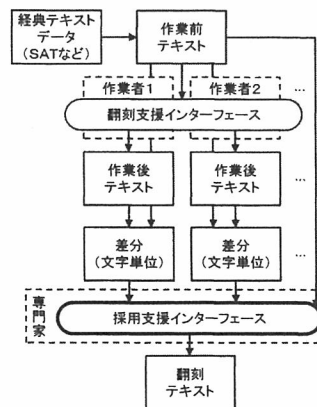 経典テキスト
データ
(SATなど)
作業前
テキスト
作業者1
作業者2
…
翻刻支援インターフェース
作業後
テキスト
作業後
テキスト
…
差分
(文字単位)
差分
(文字単位)
…
専門家
採用支援インターフェース
翻刻
テキスト